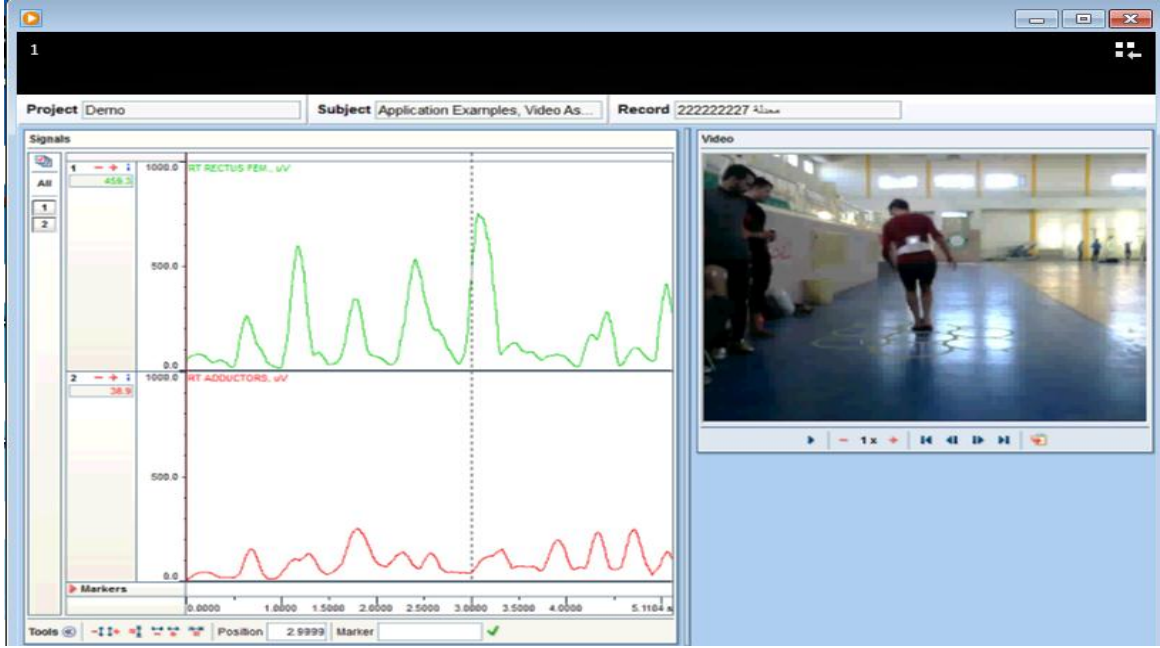 1
Project Demo Subject Application Examples, Video As... Record 222222227 معدلة
Signals
Video
All
1
2
1 - + i
459.3
1000.0
500.0
0.0
RT RECTUS FEM., uV
2 - + i
38.9
1000.0
500.0
0.0
RT ADDUCTORS, uV
Markers
0.0000 1.0000 1.5000 2.0000 2.5000 3.0000 3.5000 4.0000 5.1104 s
Tools Position 2.9999 Marker
- 1x +